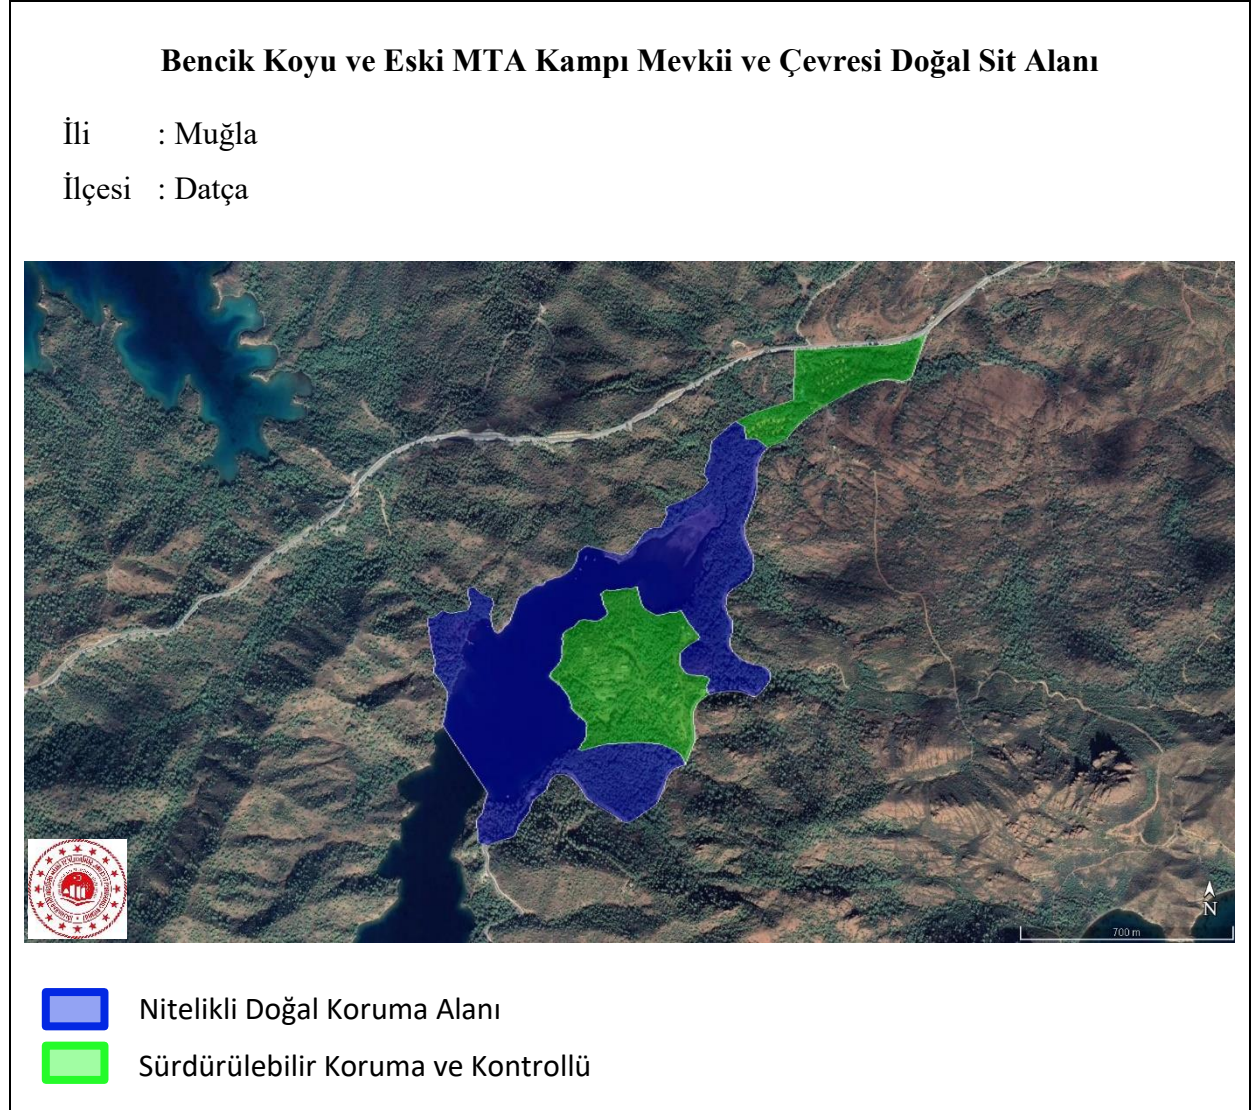 Bencik Koyu ve Eski MTA Kampı Mevkii ve Çevresi Doğal Sit Alanı
İli : Muğla
İlçesi : Datça
N
700 m
Nitelikli Doğal Koruma Alanı
Sürdürülebilir Koruma ve Kontrollü